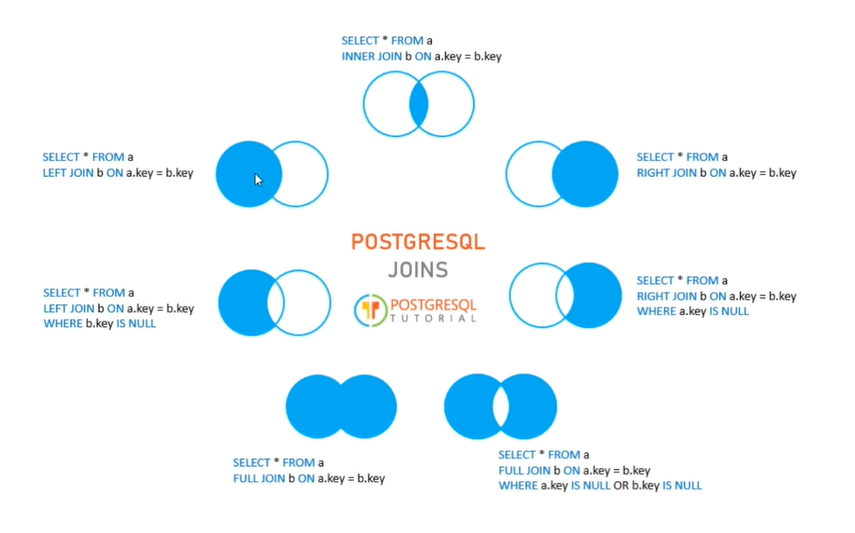 SELECT * FROM a
INNER JOIN b ON a.key = b.key
SELECT * FROM a
LEFT JOIN b ON a.key = b.key
SELECT * FROM a
RIGHT JOIN b ON a.key = b.key
POSTGRESQL
JOINS
POSTGRESQL
TUTORIAL
SELECT * FROM a
LEFT JOIN b ON a.key = b.key
WHERE b.key IS NULL
SELECT * FROM a
RIGHT JOIN b ON a.key = b.key
WHERE a.key IS NULL
SELECT * FROM a
FULL JOIN b ON a.key = b.key
SELECT * FROM a
FULL JOIN b ON a.key = b.key
WHERE a.key IS NULL OR b.key IS NULL